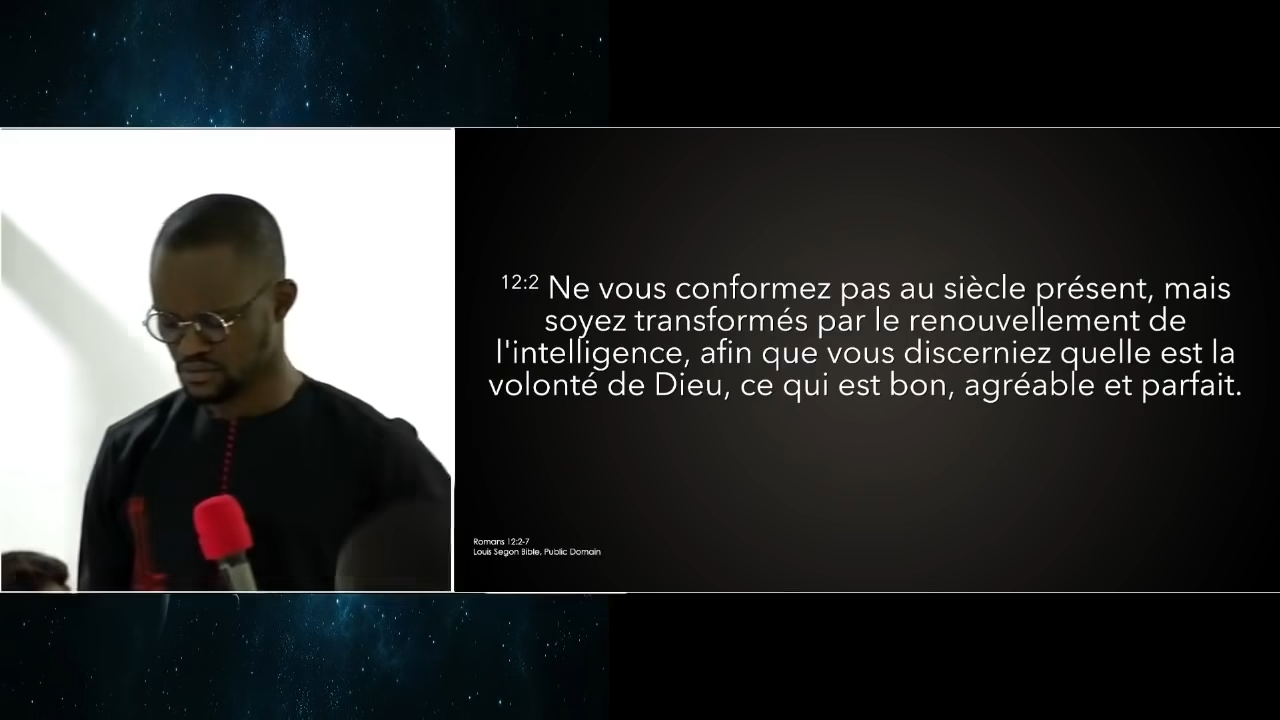 12:2 Ne vous conformez pas au siècle présent, mais
soyez transformés par le renouvellement de
l'intelligence, afin que vous discerniez quelle est la
volonté de Dieu, ce qui est bon, agréable et parfait.
Romans 12:2-7
Louis Segon Bible, Public Domain